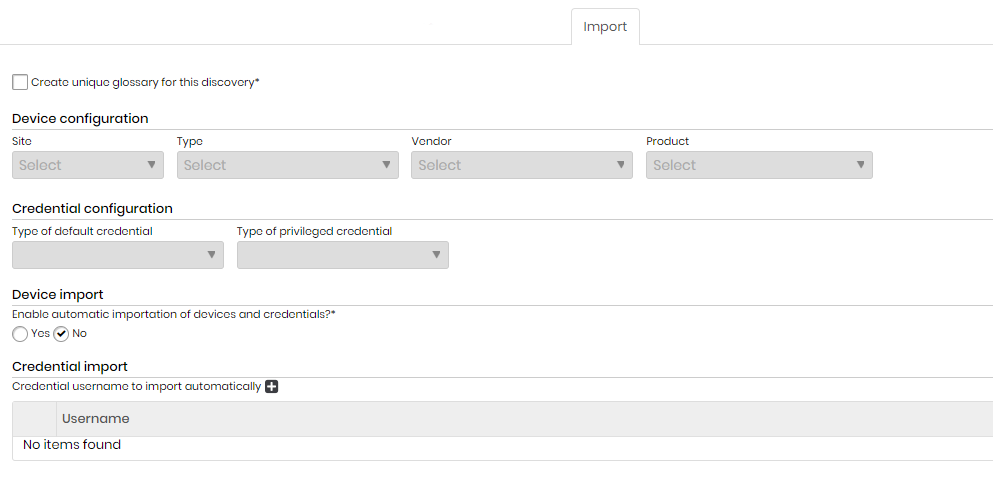 Import
Create unique glossary for this discovery*
Device configuration
Site Type Vendor Product
Select Select Select Select
Credential configuration
Type of default credential Type of privileged credential
Device import
Enable automatic importation of devices and credentials?*
Yes No
Credential import
Credential username to import automatically
Username
No items found